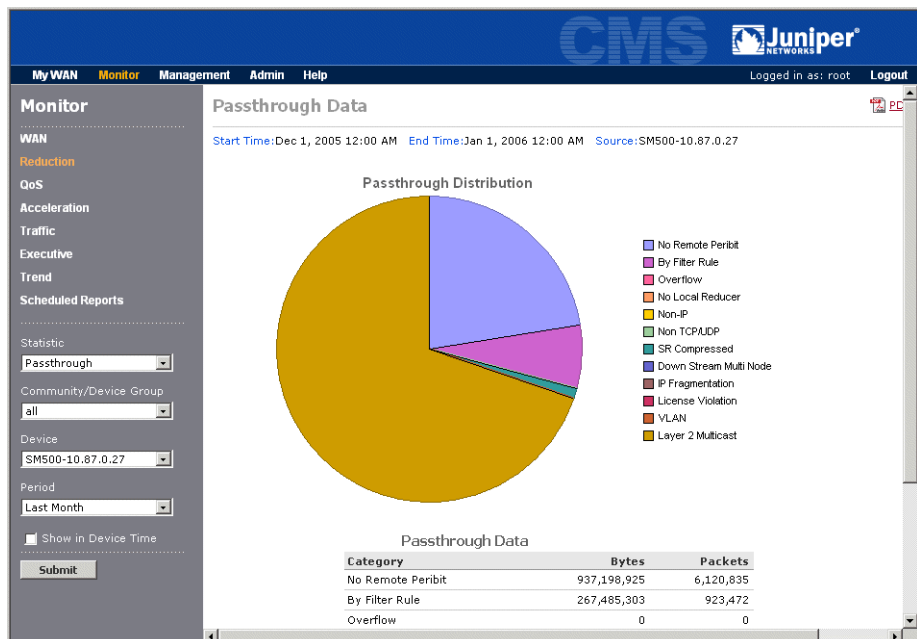 CMS
Juniper®
NETWORKS
My WAN Monitor Management Admin Help Logged in as: root Logout
Monitor
WAN
Reduction
QoS
Acceleration
Traffic
Executive
Trend
Scheduled Reports
Statistic
Passthrough
Community/Device Group
all
Device
SM500-10.87.0.27
Period
Last Month
Show in Device Time
Submit
Passthrough Data
PD
Start Time:Dec 1, 2005 12:00 AM End Time:Jan 1, 2006 12:00 AM Source:SM500-10.87.0.27
Passthrough Distribution
No Remote Peribit
By Filter Rule
Overflow
No Local Reducer
Non-IP
Non TCP/UDP
SR Compressed
Down Stream Multi Node
IP Fragmentation
License Violation
VLAN
Layer 2 Multicast
Passthrough Data
Category Bytes Packets
No Remote Peribit 937,198,925 6,120,835
By Filter Rule 267,485,303 923,472
Overflow 0 0